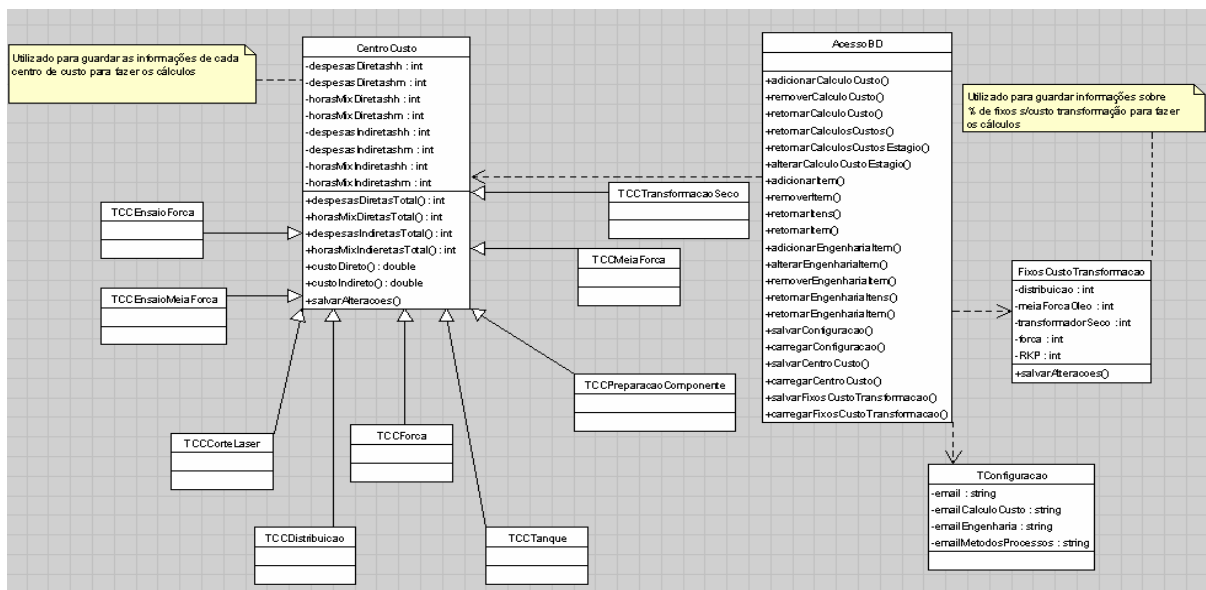 Utilizado para guardar as informações de cada
centro de custo para fazer os cálculos
CentroCusto
-despesasDiretashh : int
-despesasDiretashm : int
-horasMixDiretashh : int
-horasMixDiretashm : int
-despesasIndiretashh : int
-despesasIndiretashm : int
-horasMixIndiretashh : int
-horasMixIndiretashm : int
+despesasDiretasTotal() : int
+horasMixDiretasTotal() : int
+despesasIndiretasTotal() : int
+horasMixIndieretasTotal() : int
+custoDireto() : double
+custoIndireto() : double
+salvarAlteracoes()
AcessoBD
+adicionarCalculoCusto()
+removerCalculoCusto()
+retornarCalculoCusto()
+retornarCalculosCustos()
+retornarCalculosCustosEstagio()
+alterarCalculoCustoEstagio()
+adicionarItem()
+removerItem()
+retornarItens()
+retornarItem()
+adicionarEngenhariaItem()
+alterarEngenhariaItem()
+removerEngenhariaItem()
+retornarEngenhariaItens()
+retornarEngenhariaItem()
+salvarConfiguracao()
+carregarConfiguracao()
+salvarCentroCusto()
+carregarCentroCusto()
+salvarFixosCustoTransformacao()
+carregarFixosCustoTransformacao()
Utilizado para guardar informações sobre
% de fixos s/custo transformação para fazer
os cálculos
TCCTransformacaoSeco
TCCEnsaioForca
TCCMeiaForca
TCCEnsaioMeiaForca
FixosCustoTransformacao
-distribuicao : int
-meiaForcaOleo : int
-transformadorSeco : int
-forca : int
-RKP : int
+salvarAlteracoes()
TCCPreparacaoComponente
TCCCorteLaser
TCCForca
TConfiguracao
-email : string
-emailCalculoCusto : string
-emailEngenharia : string
-emailMetodosProcessos : string
TCCDistribuicao
TCCTanque